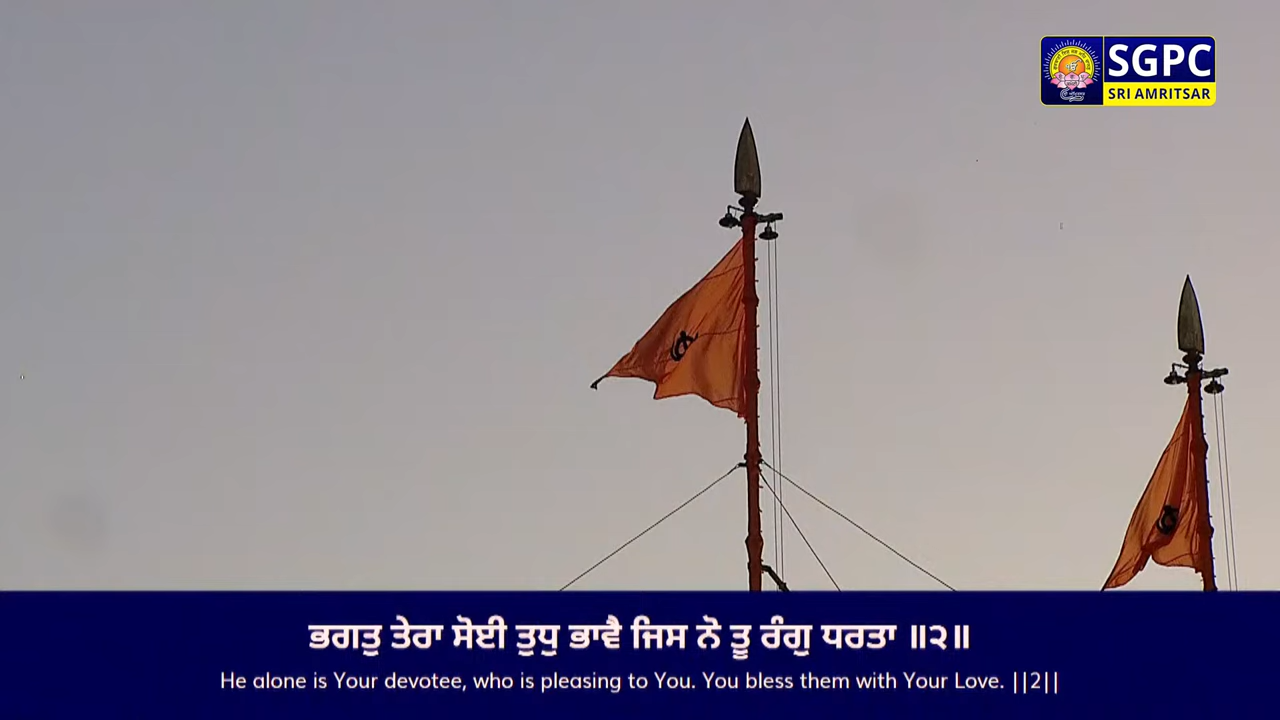 SGPC
SRI AMRITSAR
ਭਗਤੁ ਤੇਰਾ ਸੋਈ ਤੁਧੁ ਭਾਵੈ ਜਿਸ ਨੋ ਤੂ ਰੰਗੁ ਧਰਤਾ ॥੨॥
He alone is Your devotee, who is pleasing to You. You bless them with Your Love. ||2||